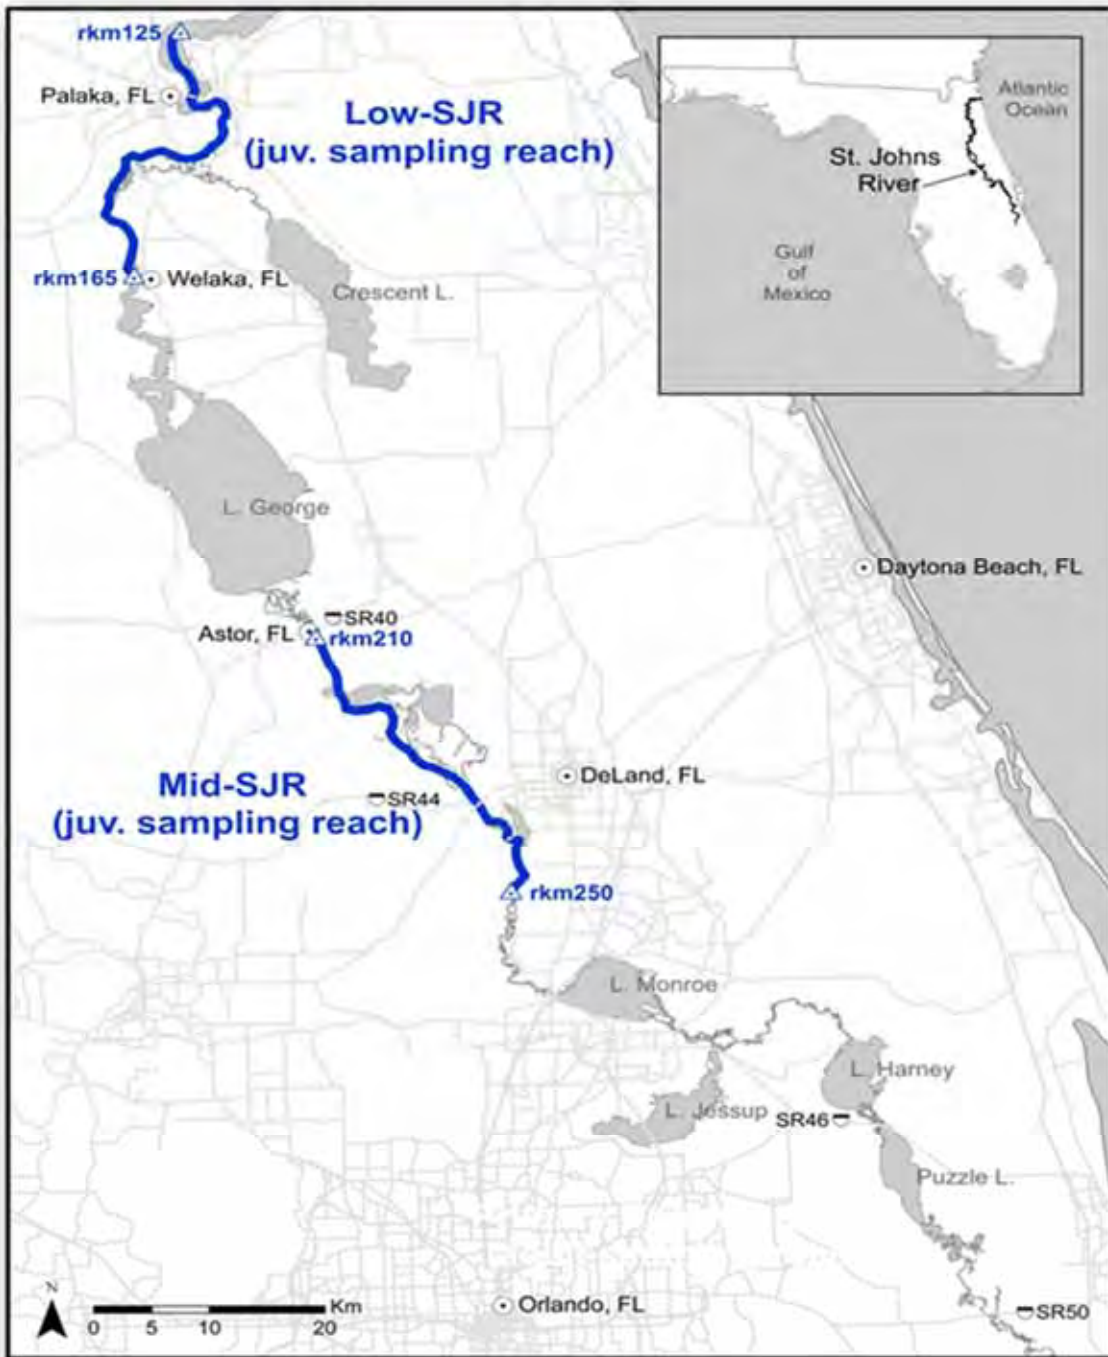 rkm125
Palaka, FL
Low-SJR
(juv. sampling reach)
Atlantic
Ocean
St. Johns
River
Gulf
of
Mexico
rkm165
Welaka, FL
Crescent L.
L. George
Daytona Beach, FL
SR40
Astor, FL
rkm210
DeLand, FL
Mid-SJR
(juv. sampling reach)
SR44
rkm250
L. Monroe
L. Harney
L. Jessup
SR46
Puzzle L.
N
Km
0 5 10 20
Orlando, FL
SR50